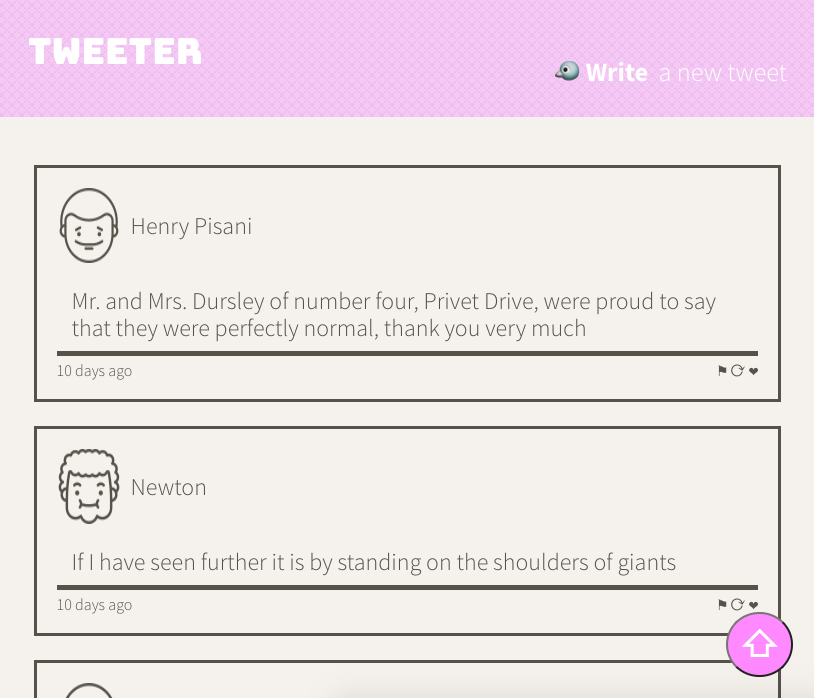 TWEETER
Write a new tweet
Henry Pisani
Mr. and Mrs. Dursley of number four, Privet Drive, were proud to say
that they were perfectly normal, thank you very much
10 days ago
Newton
If I have seen further it is by standing on the shoulders of giants
10 days ago